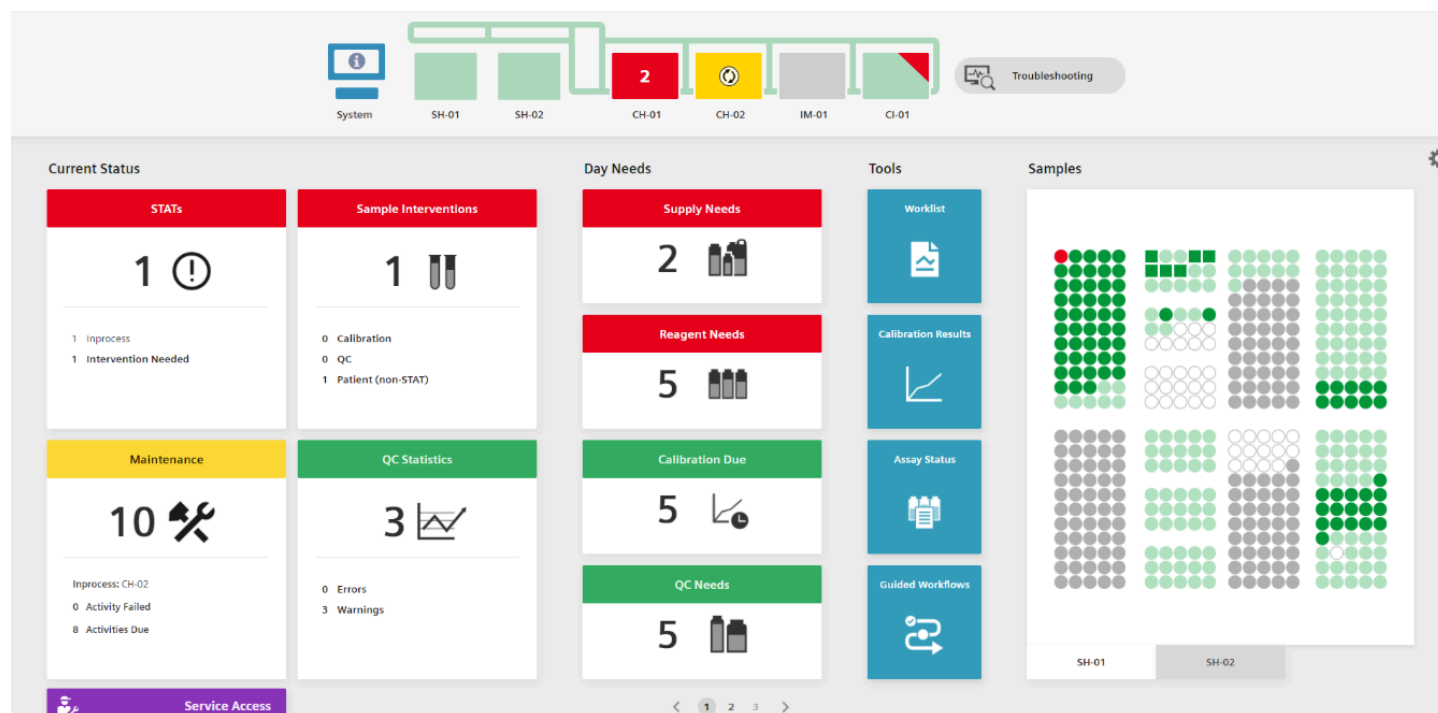 2
System
SH-01
SH-02
CH-01
CH-02
IM-01
CI-01
Troubleshooting
Current Status
Day Needs
Tools
Samples
STATs
1
1 Inprocess
1 Intervention Needed
Sample Interventions
1
0 Calibration
0 QC
1 Patient (non-STAT)
Maintenance
10
Inprocess: CH-02
0 Activity Failed
8 Activities Due
QC Statistics
3
0 Errors
3 Warnings
Service Access
Supply Needs
2
Reagent Needs
5
Calibration Due
5
QC Needs
5
< 1 2 3 >
Worklist
Calibration Results
Assay Status
Guided Workflows
SH-01
SH-02